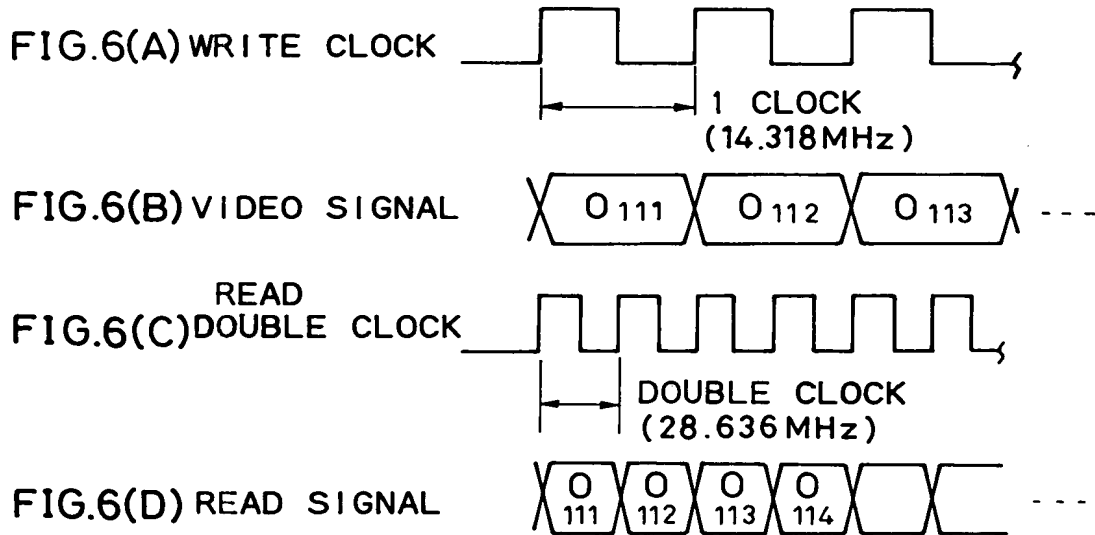 FIG.6(A) WRITE CLOCK
1 CLOCK
(14.318MHz)
FIG.6(B) VIDEO SIGNAL
O111 O112 O113 ---
READ
FIG.6(C) DOUBLE CLOCK
DOUBLE CLOCK
(28.636MHz)
FIG.6(D) READ SIGNAL
O O O O
111 112 113 114 ---